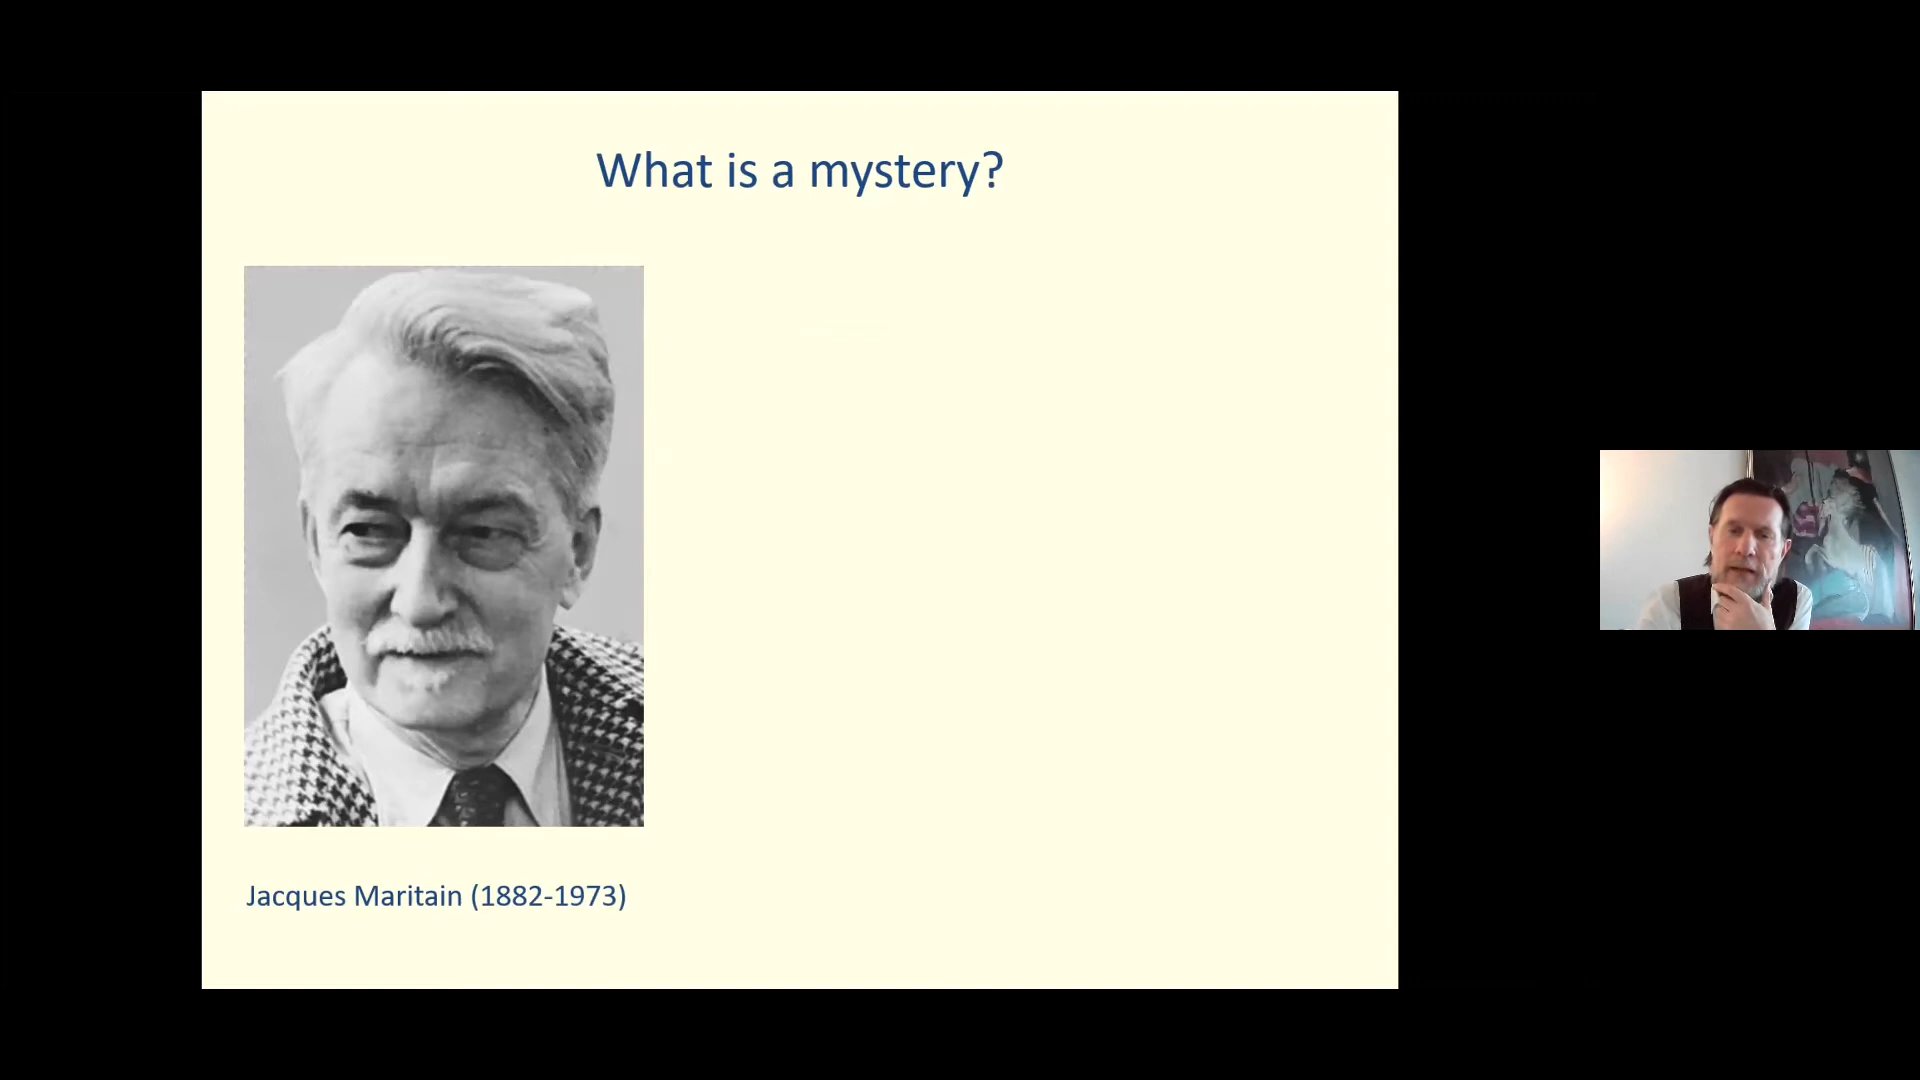 What is a mystery?
Jacques Maritain (1882-1973)